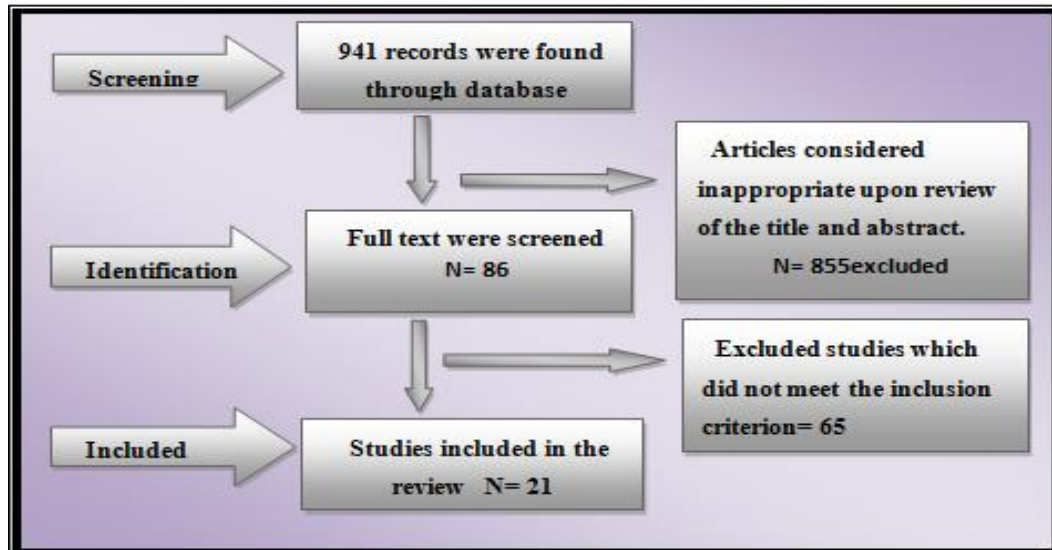 Screening
941 records were found
through database
Articles considered
inappropriate upon review
of the title and abstract.
N= 855excluded
Identification
Full text were screened
N= 86
Excluded studies which
did not meet the inclusion
criterion= 65
Included
Studies included in the
review N= 21